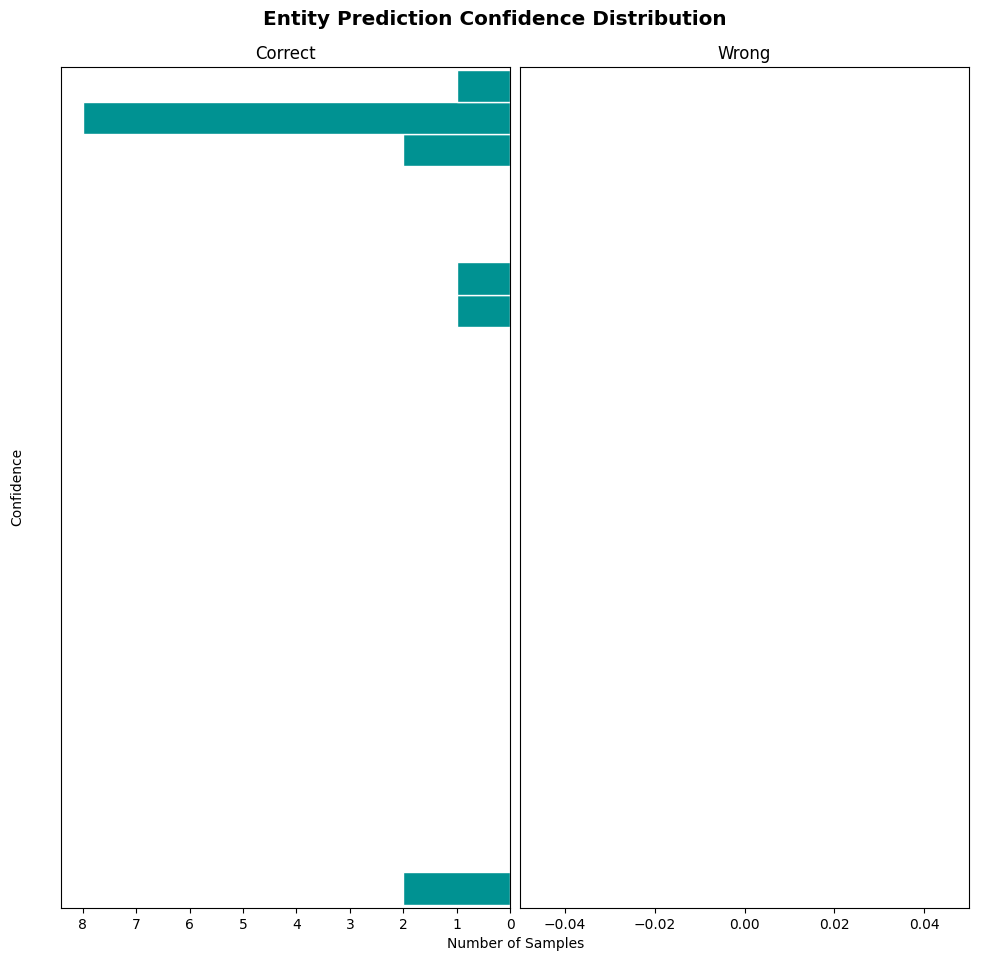 Entity Prediction Confidence Distribution
Correct
Wrong
Confidence
8 7 6 5 4 3 2 1 0
−0.04 −0.02 0.00 0.02 0.04
Number of Samples